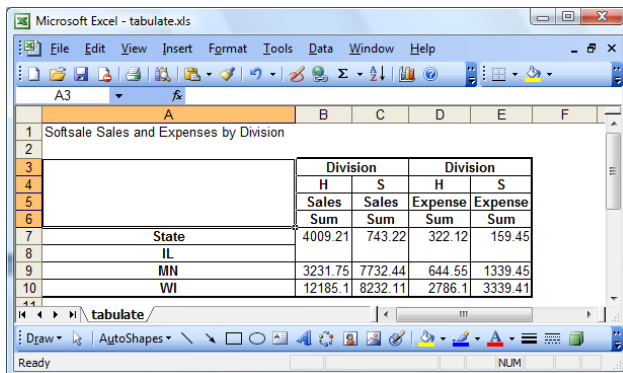 Microsoft Excel - tabulate.xls
File Edit View Insert Format Tools Data Window Help
A3 fx
A B C D E F
1 Softsale Sales and Expenses by Division
2
3 Division Division
4 H S H S
5 Sales Sales Expense Expense
6 Sum Sum Sum Sum
7 State 4009.21 743.22 322.12 159.45
8 IL
9 MN 3231.75 7732.44 644.55 1339.45
10 WI 12185.1 8232.11 2786.1 3339.41
11
tabulate
Draw AutoShapes
Ready NUM